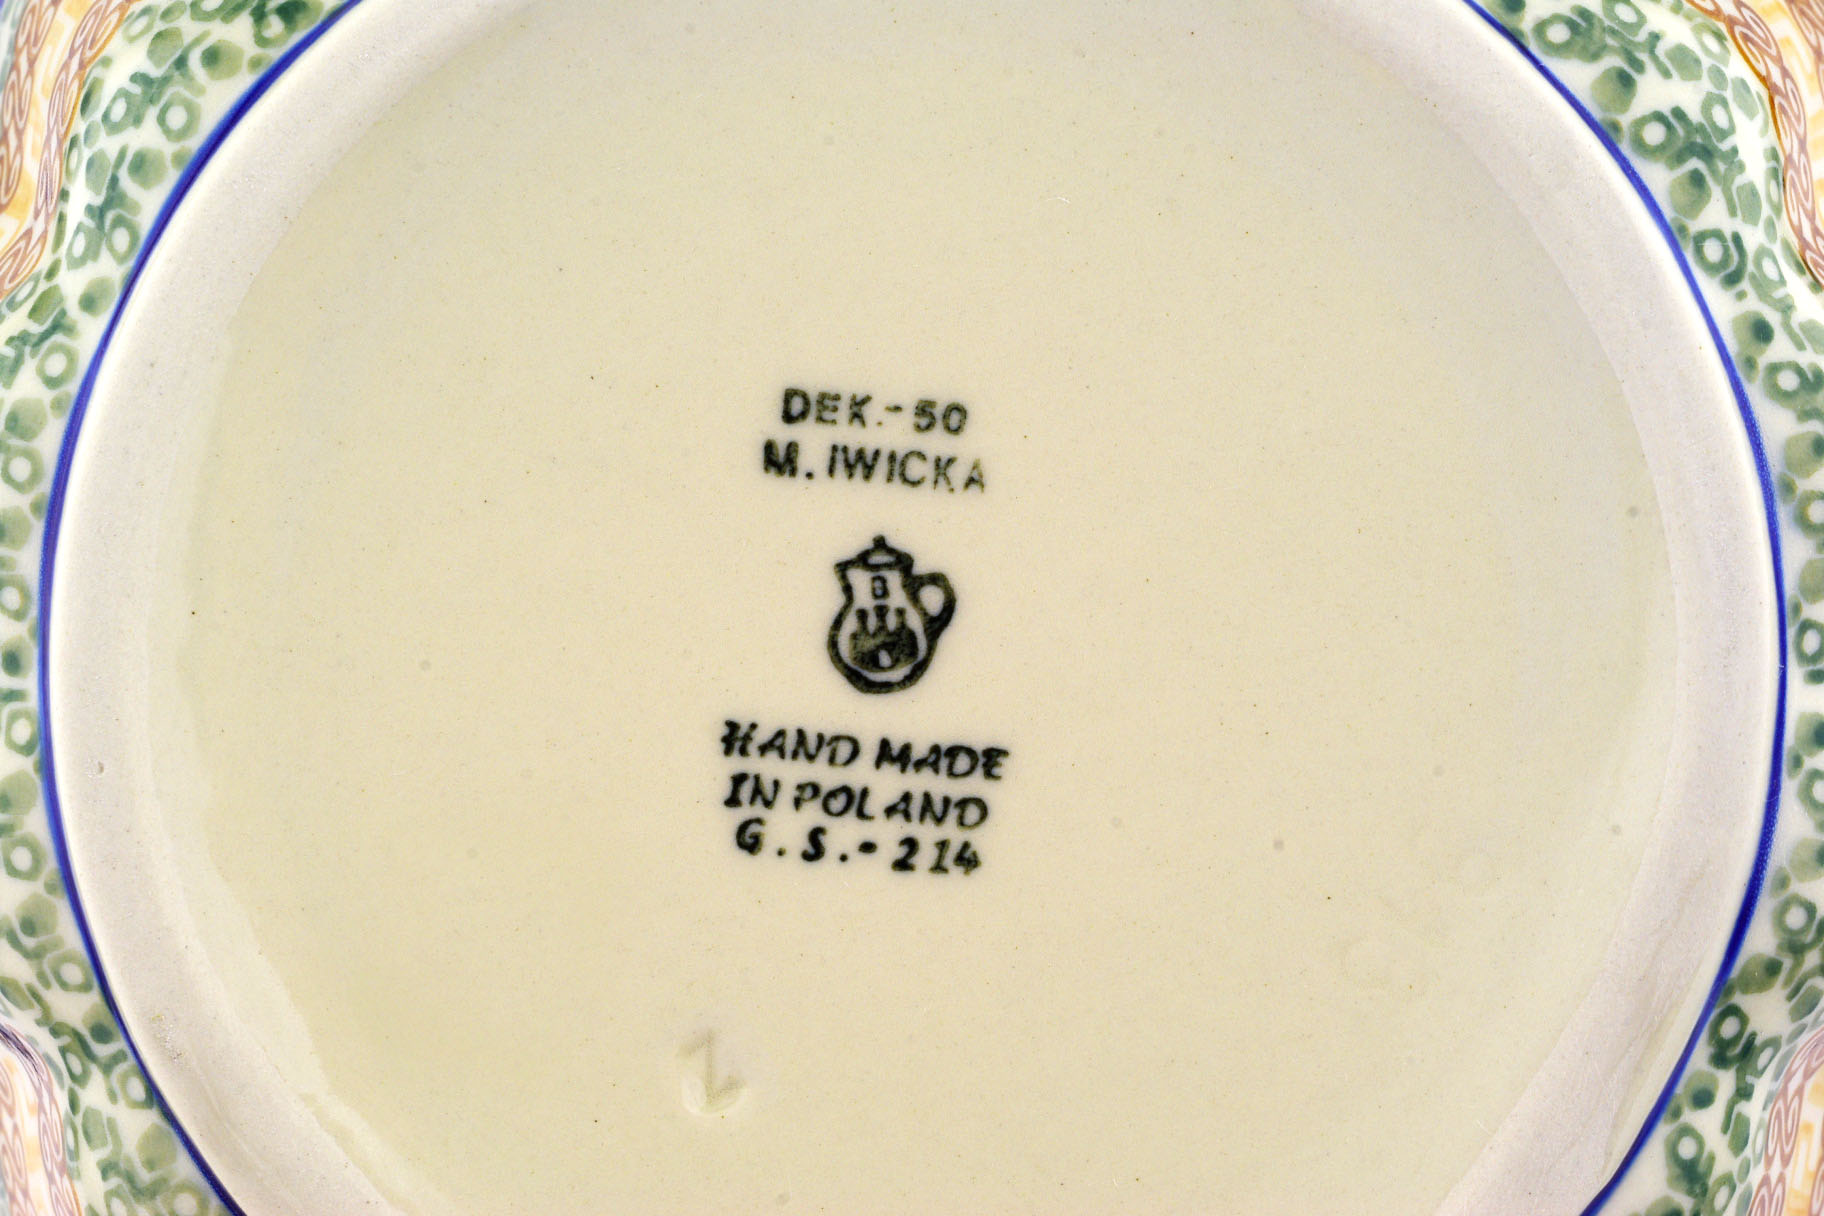 DEK.-50
M. IWICKA
B
HAND MADE
IN POLAND
G.S.-214